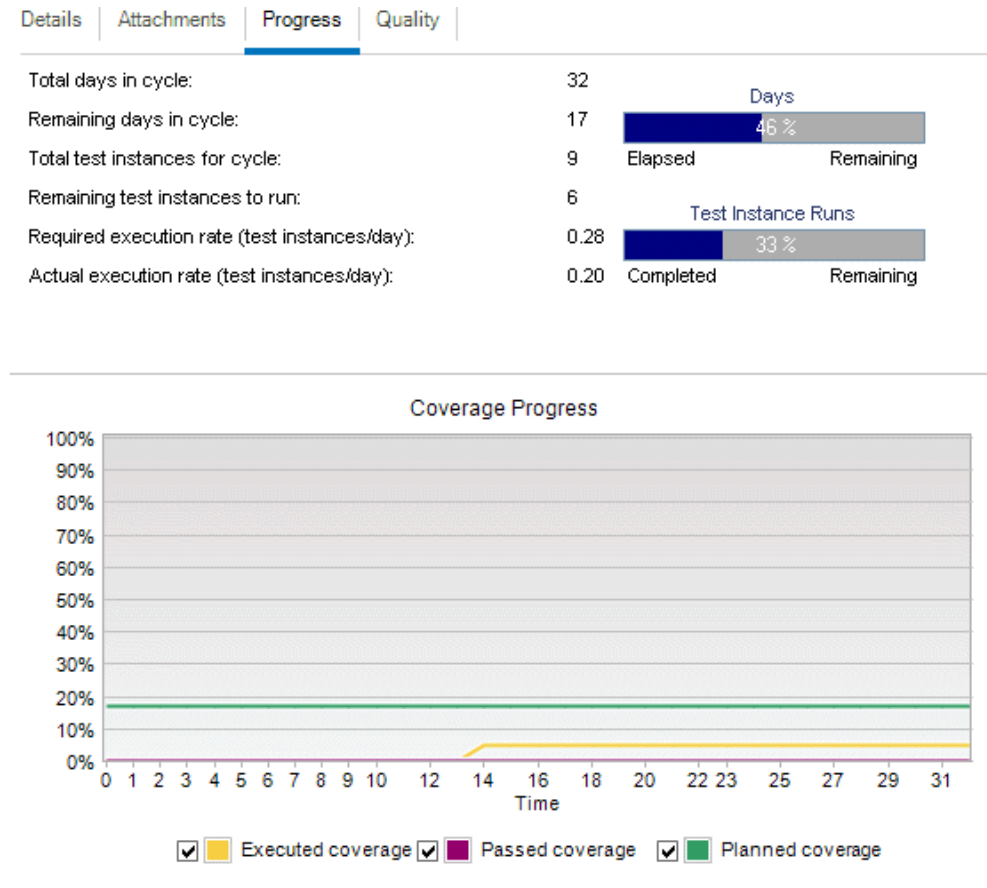 Details Attachments Progress Quality
Total days in cycle: 32
Remaining days in cycle: 17
Total test instances for cycle: 9
Remaining test instances to run: 6
Required execution rate (test instances/day): 0.28
Actual execution rate (test instances/day): 0.20
Days
46 %
Elapsed Remaining
Test Instance Runs
33 %
Completed Remaining
Coverage Progress
100%
90%
80%
70%
60%
50%
40%
30%
20%
10%
0%
0 1 2 3 4 5 6 7 8 9 10 12 14 16 18 20 22 23 25 27 29 31
Time
Executed coverage Passed coverage Planned coverage